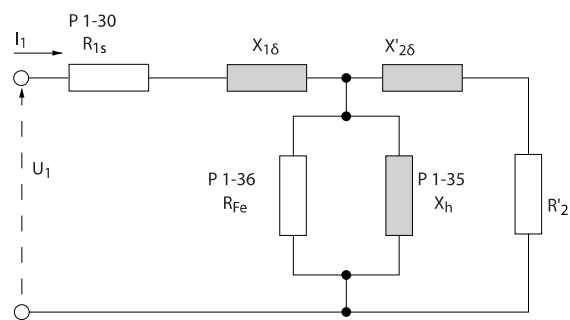 P 1-30
I1
R1s
X1δ
X'2δ
U1
P 1-36
RFe
P 1-35
Xh
R'2